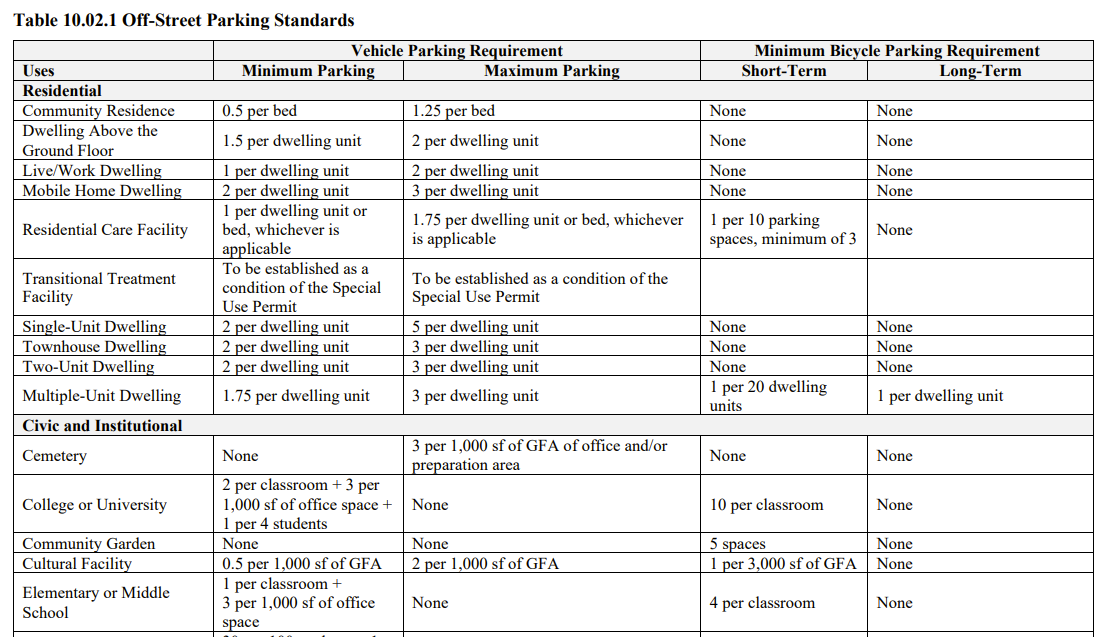 Table 10.02.1 Off-Street Parking Standards
Vehicle Parking Requirement Minimum Bicycle Parking Requirement
Uses Minimum Parking Maximum Parking Short-Term Long-Term
Residential
Community Residence 0.5 per bed 1.25 per bed None None
Dwelling Above the
Ground Floor 1.5 per dwelling unit 2 per dwelling unit None None
Live/Work Dwelling 1 per dwelling unit 2 per dwelling unit None None
Mobile Home Dwelling 2 per dwelling unit 3 per dwelling unit None None
Residential Care Facility
1 per dwelling unit or
bed, whichever is
applicable
1.75 per dwelling unit or bed, whichever
is applicable
1 per 10 parking
spaces, minimum of 3
None
Transitional Treatment
Facility
To be established as a
condition of the Special
Use Permit
To be established as a condition of the
Special Use Permit
Single-Unit Dwelling 2 per dwelling unit 5 per dwelling unit None None
Townhouse Dwelling 2 per dwelling unit 3 per dwelling unit None None
Two-Unit Dwelling 2 per dwelling unit 3 per dwelling unit None None
Multiple-Unit Dwelling 1.75 per dwelling unit 3 per dwelling unit
1 per 20 dwelling
units
1 per dwelling unit
Civic and Institutional
Cemetery None
3 per 1,000 sf of GFA of office and/or
preparation area
None None
College or University
2 per classroom + 3 per
1,000 sf of office space +
1 per 4 students
None 10 per classroom None
Community Garden None None 5 spaces None
Cultural Facility 0.5 per 1,000 sf of GFA 2 per 1,000 sf of GFA 1 per 3,000 sf of GFA None
Elementary or Middle
School
1 per classroom +
3 per 1,000 sf of office
space
None 4 per classroom None